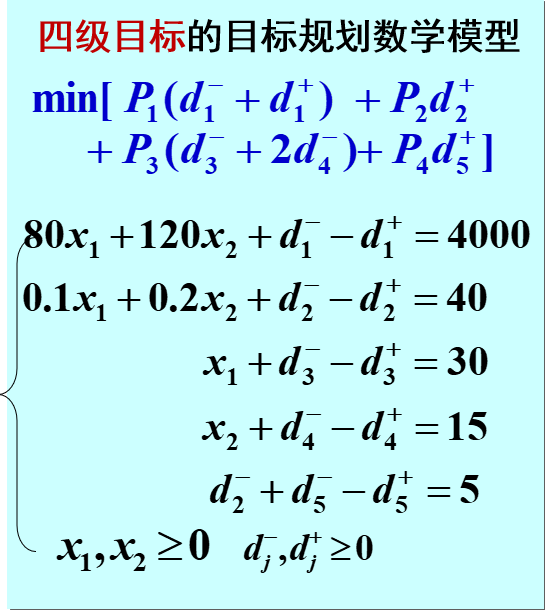 四级目标的目标规划数学模型
min[ P₁(d₁⁻ + d₁⁺) + P₂d₂⁺
+ P₃(d₃⁻ + 2d₄⁻)+ P₄d₅⁺ ]
80x₁ + 120x₂ + d₁⁻ − d₁⁺ = 4000
0.1x₁ + 0.2x₂ + d₂⁻ − d₂⁺ = 40
x₁ + d₃⁻ − d₃⁺ = 30
x₂ + d₄⁻ − d₄⁺ = 15
d₂⁻ + d₅⁻ − d₅⁺ = 5
x₁,x₂ ≥0 dⱼ⁻,dⱼ⁺ ≥0